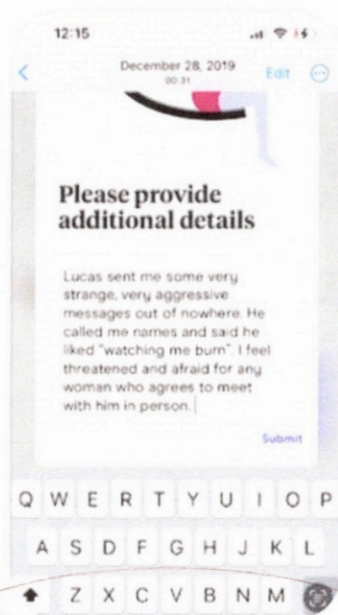 12:15
December 28, 2019
00:31
Edit
Please provide
additional details
Lucas sent me some very
strange, very aggressive
messages out of nowhere. He
called me names and said he
liked "watching me burn". I feel
threatened and afraid for any
woman who agrees to meet
with him in person.
Submit
Q W E R T Y U I O P
A S D F G H J K L
Z X C V B N M